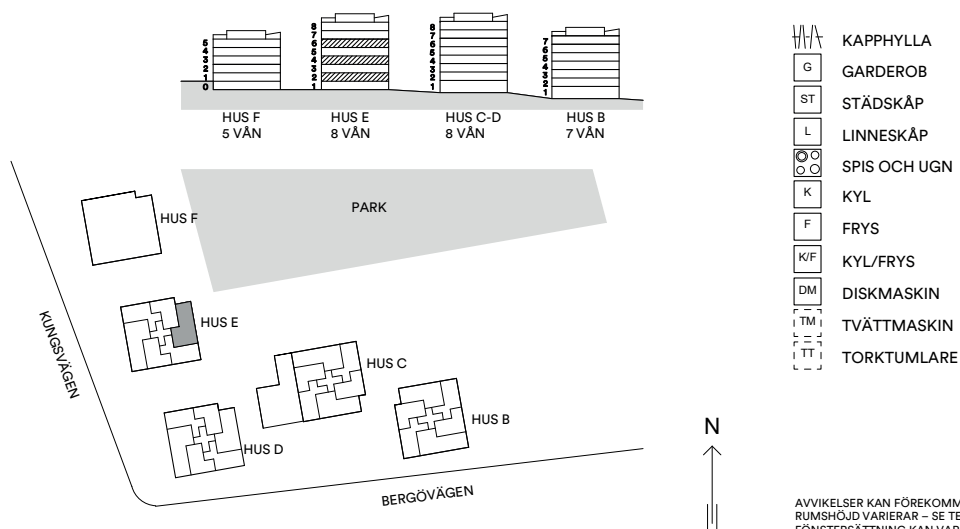 5
4
3
2
1
0
8
7
6
5
4
3
2
1
8
7
6
5
4
3
2
1
7
6
5
4
3
2
1
HUS F
5 VÅN
HUS E
8 VÅN
HUS C-D
8 VÅN
HUS B
7 VÅN
PARK
HUS F
HUS E
HUS C
HUS B
HUS D
KUNGSVÄGEN
BERGÖVÄGEN
N
KAPPHYLLA
G GARDEROB
ST STÄDSKÅP
L LINNESKÅP
SPIS OCH UGN
K KYL
F FRYS
K/F KYL/FRYS
DM DISKMASKIN
TM TVÄTTMASKIN
TT TORKTUMLARE
AVVIKELSER KAN FÖREKOMM
RUMSHÖJD VARIERAR – SE TE
FÖNSTERSÄTTNING KAN VAR